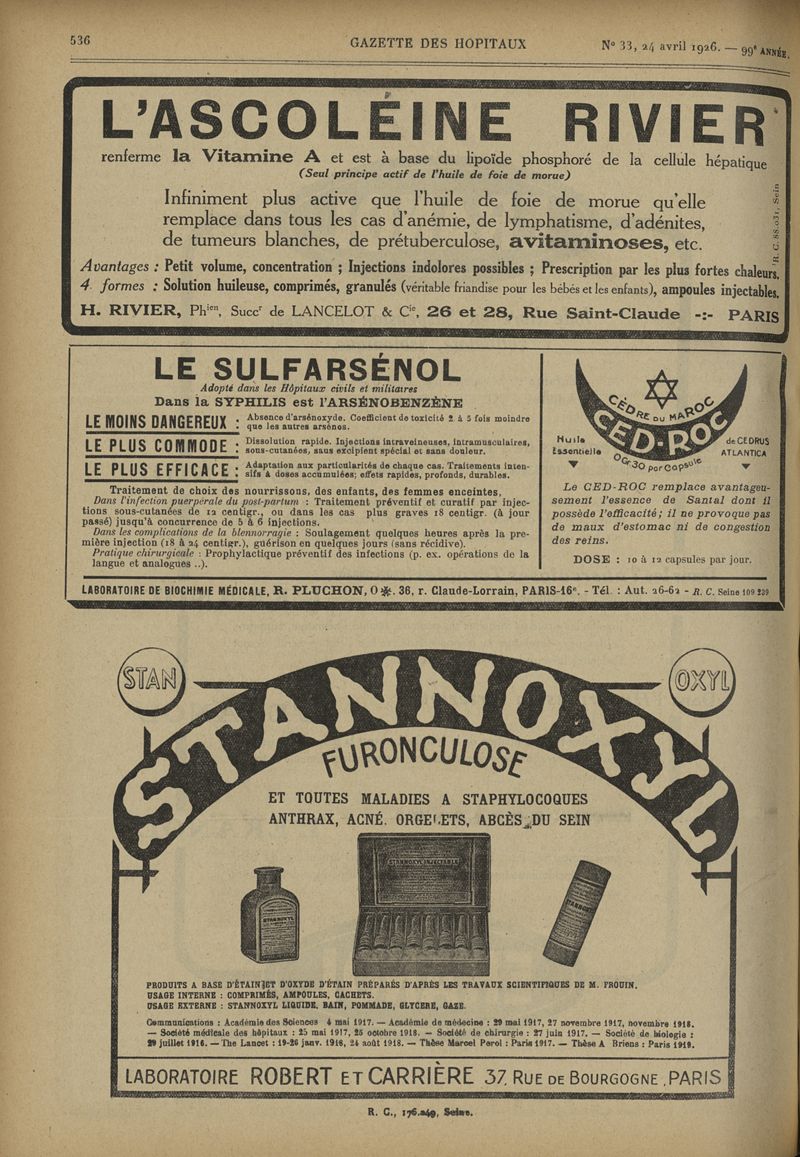 536
GAZETTE DES HOPITAUX
N° 33, 24 avril 1926. — 99e ANNÉE.
L'ASCOLÉINE RIVIER
renferme la Vitamine A et est à base du lipoïde phosphoré de la cellule hépatique
(Seul principe actif de l'huile de foie de morue)
Infiniment plus active que l'huile de foie de morue qu'elle
remplace dans tous les cas d'anémie, de lymphatisme, d'adénites,
de tumeurs blanches, de prétuberculose, avitaminoses, etc.
Avantages : Petit volume, concentration ; Injections indolores possibles ; Prescription par les plus fortes chaleurs.
4 formes : Solution huileuse, comprimés, granulés (véritable friandise pour les bébés et les enfants), ampoules injectables.
H. RIVIER, Phien, Succr de LANCELOT & Cie, 26 et 28, Rue Saint-Claude -:- PARIS
R. C. 88.031, Sein
LE SULFARSÉNOL
Adopté dans les Hôpitaux civils et militaires
Dans la SYPHILIS est l'ARSÉNOBENZÈNE
LE MOINS DANGEREUX : Absence d'arsénoxyde. Coefficient de toxicité 2 à 5 fois moindre
que les autres arsénos.
LE PLUS COMMODE : Dissolution rapide. Injections intraveineuses, intramusculaires,
sous-cutanées, sans excipient spécial et sans douleur.
LE PLUS EFFICACE : Adaptation aux particularités de chaque cas. Traitements inten-
sifs à doses accumulées; effets rapides, profonds, durables.
Traitement de choix des nourrissons, des enfants, des femmes enceintes.
Dans l'infection puerpérale du post-partum : Traitement préventif et curatif par injec-
tions sous-cutanées de 12 centigr., ou dans les cas plus graves 18 centigr. (à jour
passé) jusqu'à concurrence de 5 à 6 injections.
Dans les complications de la blennorragie : Soulagement quelques heures après la pre-
mière injection (18 à 24 centigr.), guérison en quelques jours (sans récidive).
Pratique chirurgicale : Prophylactique préventif des infections (p. ex. opérations de la
langue et analogues ..).
CÈDRE DU MAROC
CED-ROC
Huile
Essentielle
de CEDRUS
ATLANTICA
0Gr30 par Capsule
Le CED-ROC remplace avantageu-
sement l'essence de Santal dont il
possède l'efficacité; il ne provoque pas
de maux d'estomac ni de congestion
des reins.
DOSE : 10 à 12 capsules par jour.
LABORATOIRE DE BIOCHIMIE MÉDICALE, R. PLUCHON, O✻, 36, r. Claude-Lorrain, PARIS-16e. - Tél. : Aut. 26-62 - R. C. Seine 109 239
STAN
OXYL
STANNOXYL
FURONCULOSE
ET TOUTES MALADIES A STAPHYLOCOQUES
ANTHRAX, ACNÉ. ORGELETS, ABCÈS DU SEIN
STANNOXYL INJECTABLE
STANNOXYL
STANNOXYL
PRODUITS A BASE D'ÉTAIN ET D'OXYDE D'ÉTAIN PRÉPARÉS D'APRÈS LES TRAVAUX SCIENTIFIQUES DE M. FROUIN.
USAGE INTERNE : COMPRIMÉS, AMPOULES, CACHETS.
USAGE EXTERNE : STANNOXYL LIQUIDE, BAIN, POMMADE, GLYCERE, GAZE.
Communications : Académie des Sciences 4 mai 1917. — Académie de médecine : 29 mai 1917, 27 novembre 1917, novembre 1918.
— Société médicale des hôpitaux : 25 mai 1917, 25 octobre 1918. — Société de chirurgie : 27 juin 1917. — Société de biologie :
29 juillet 1916. — The Lancet : 19-26 janv. 1918, 24 août 1918. — Thèse Marcel Perol : Paris 1917. — Thèse A Briens : Paris 1919.
LABORATOIRE ROBERT ET CARRIÈRE 37, RUE DE BOURGOGNE, PARIS
R. C., 176.249, Seine.